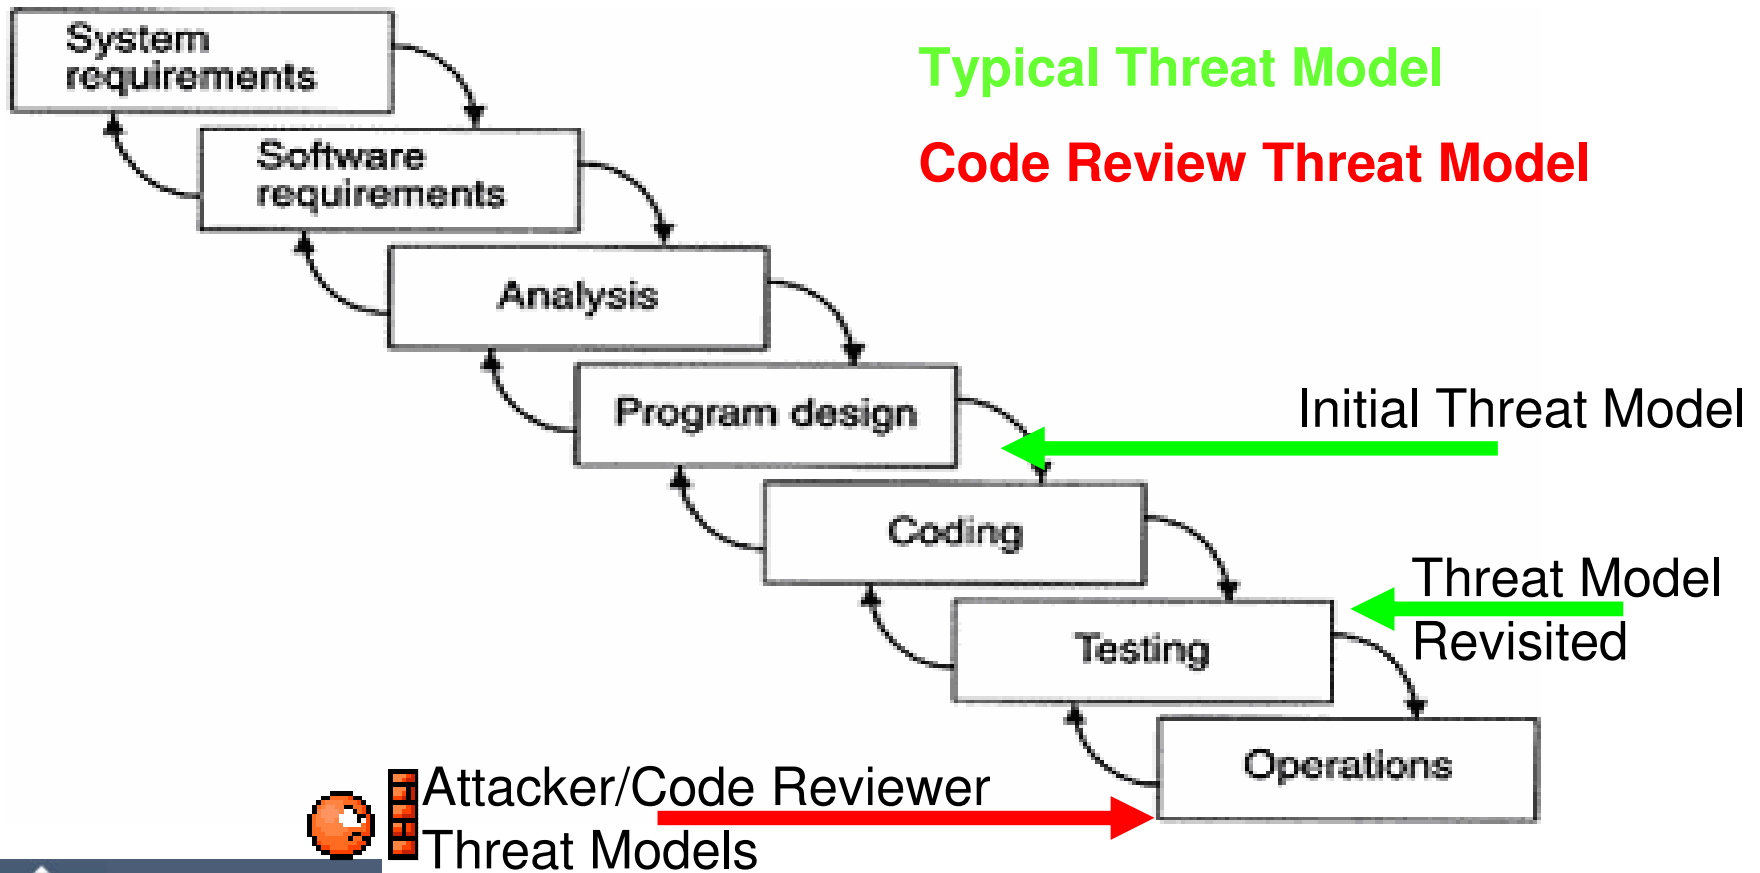 System
requirements
Typical Threat Model
Code Review Threat Model
Software
requirements
Analysis
Program design
Initial Threat Model
Coding
Threat Model
Revisited
Testing
Operations
Attacker/Code Reviewer
Threat Models